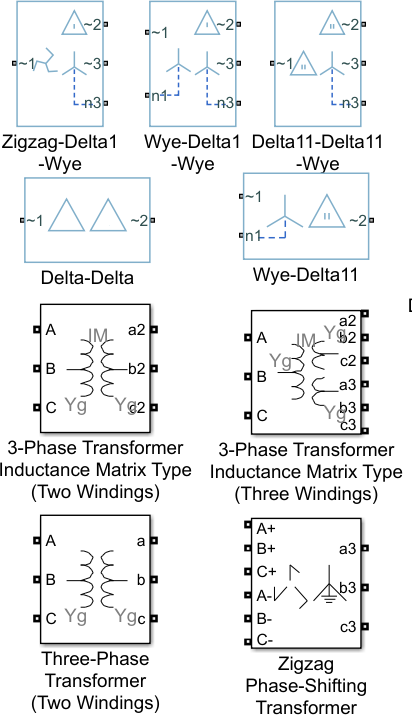 ~1
I
~2
~3
n3
Zigzag-Delta1
-Wye
~1
n1
I
~2
~3
n3
Wye-Delta1
-Wye
~1
II
II
~2
~3
n3
Delta11-Delta11
-Wye
~1
~2
Delta-Delta
~1
n1
II
~2
Wye-Delta11
D
A
B
C
IM
Yg
Yg
a2
b2
c2
3-Phase Transformer
Inductance Matrix Type
(Two Windings)
A
B
C
IM
Yg
Yg
Yg
a2
b2
c2
a3
b3
c3
3-Phase Transformer
Inductance Matrix Type
(Three Windings)
A
B
C
Yg
Yg
a
b
c
Three-Phase
Transformer
(Two Windings)
A+
B+
C+
A-
B-
C-
a3
b3
c3
Zigzag
Phase-Shifting
Transformer